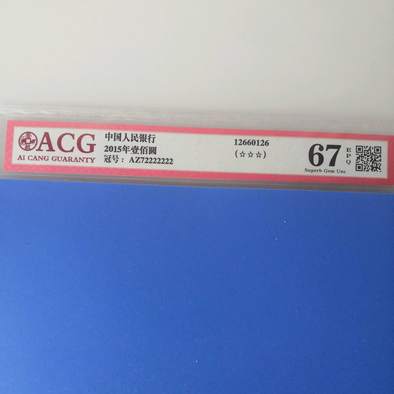 ACG
AI CANG GUARANTY
中国人民银行
2015年壹佰圆
冠号: AZ72222222
12660126
(☆☆☆)
67
EPQ
Superb Gem Unc